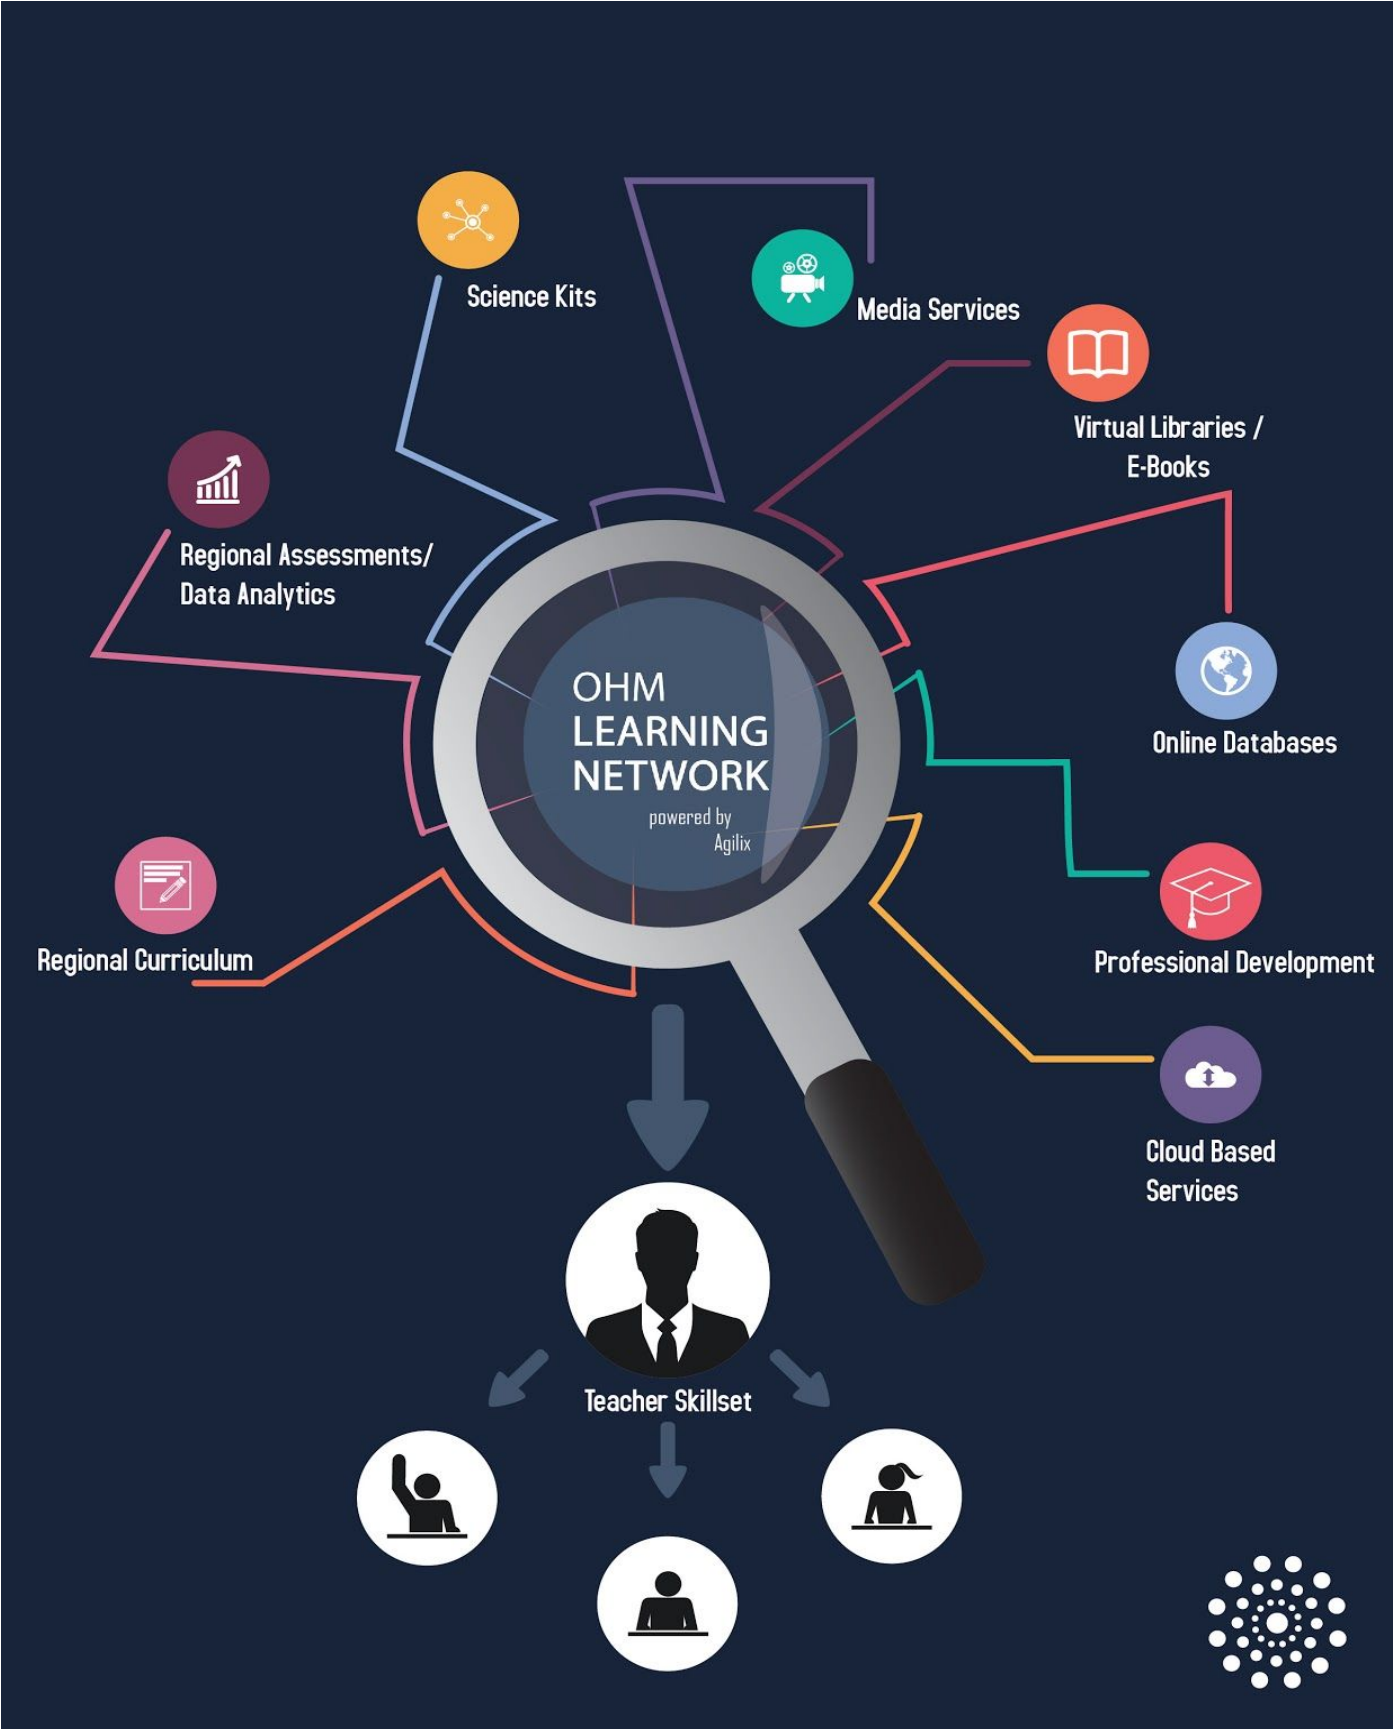 Science Kits
Media Services
Virtual Libraries /
E-Books
Regional Assessments/
Data Analytics
OHM
LEARNING
NETWORK
powered by
Agilix
Online Databases
Regional Curriculum
Professional Development
Cloud Based
Services
Teacher Skillset